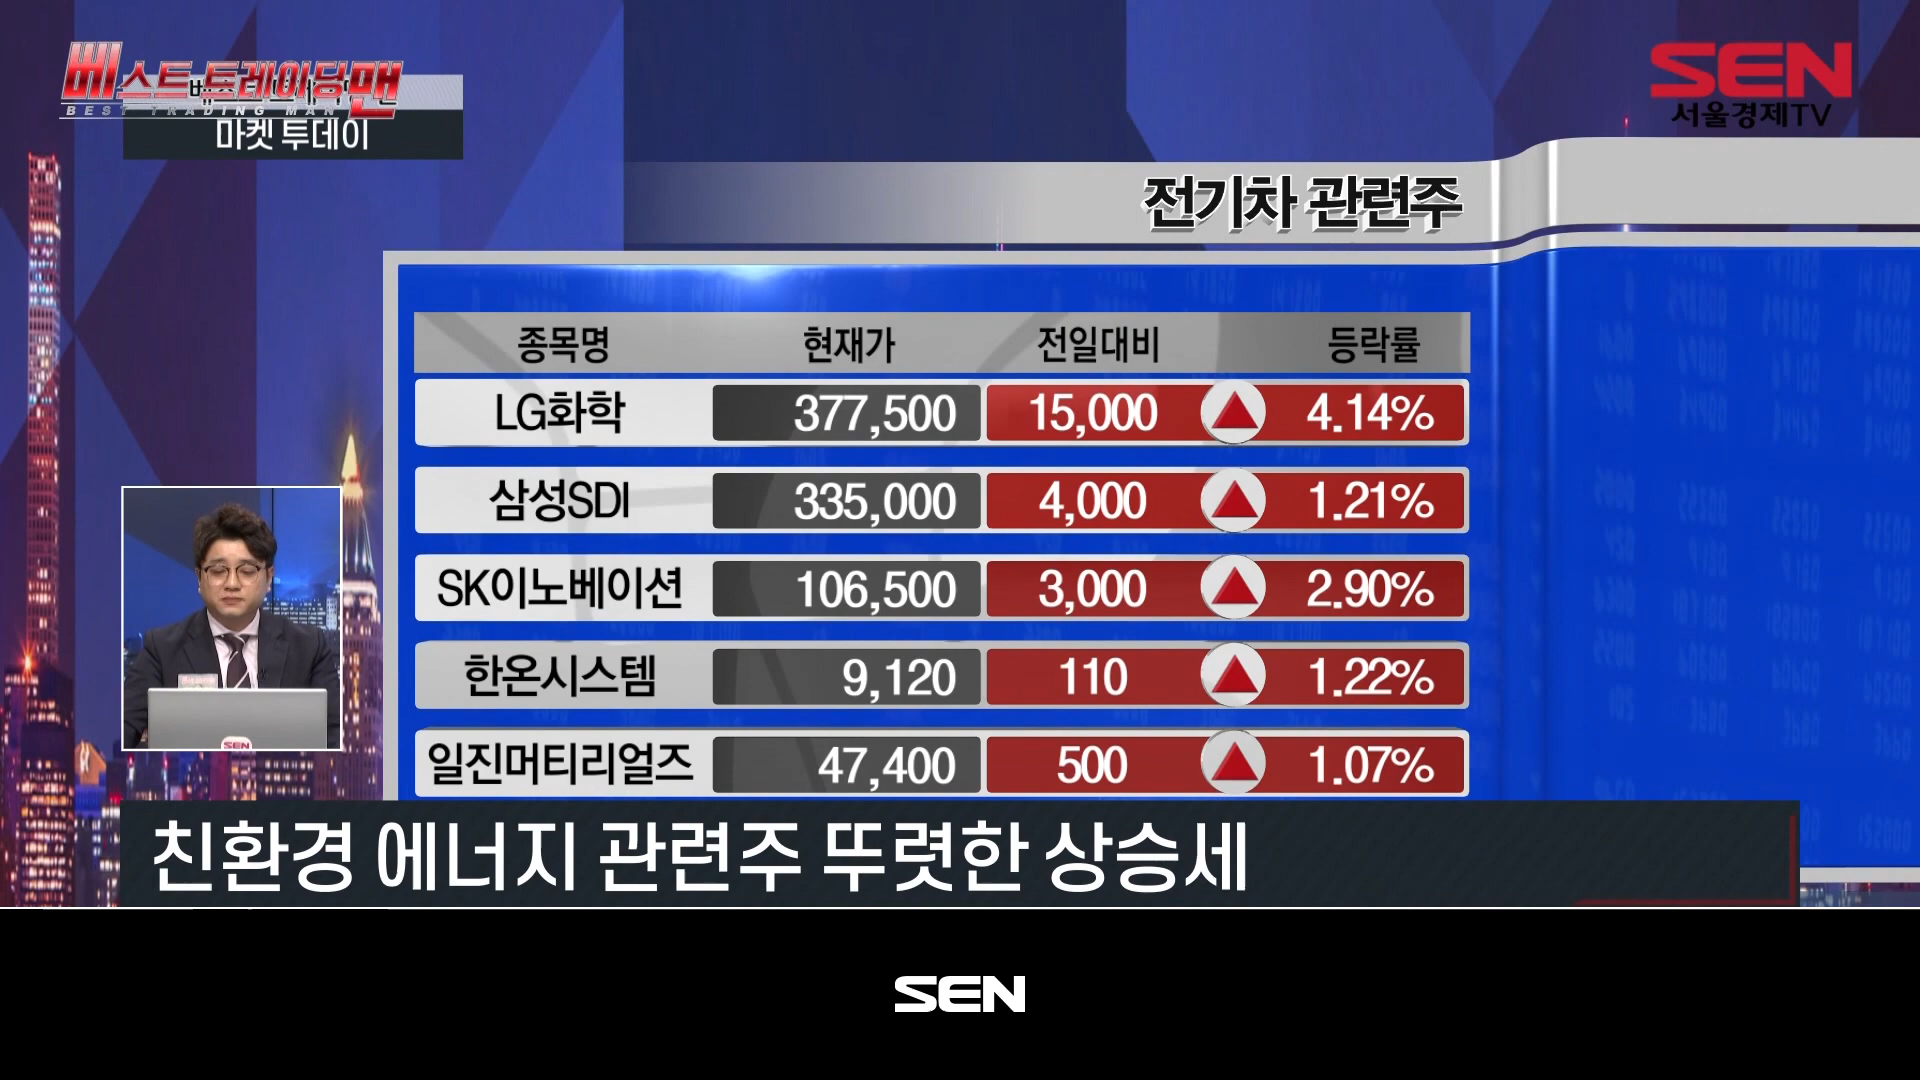 베스트 트레이딩맨
BEST TRADING MAN
마켓 투데이
SEN
서울경제TV
전기차 관련주
종목명 현재가 전일대비 등락률
LG화학 377,500 15,000 4.14%
삼성SDI 335,000 4,000 1.21%
SK이노베이션 106,500 3,000 2.90%
한온시스템 9,120 110 1.22%
일진머티리얼즈 47,400 500 1.07%
SEN
친환경 에너지 관련주 뚜렷한 상승세
SEN